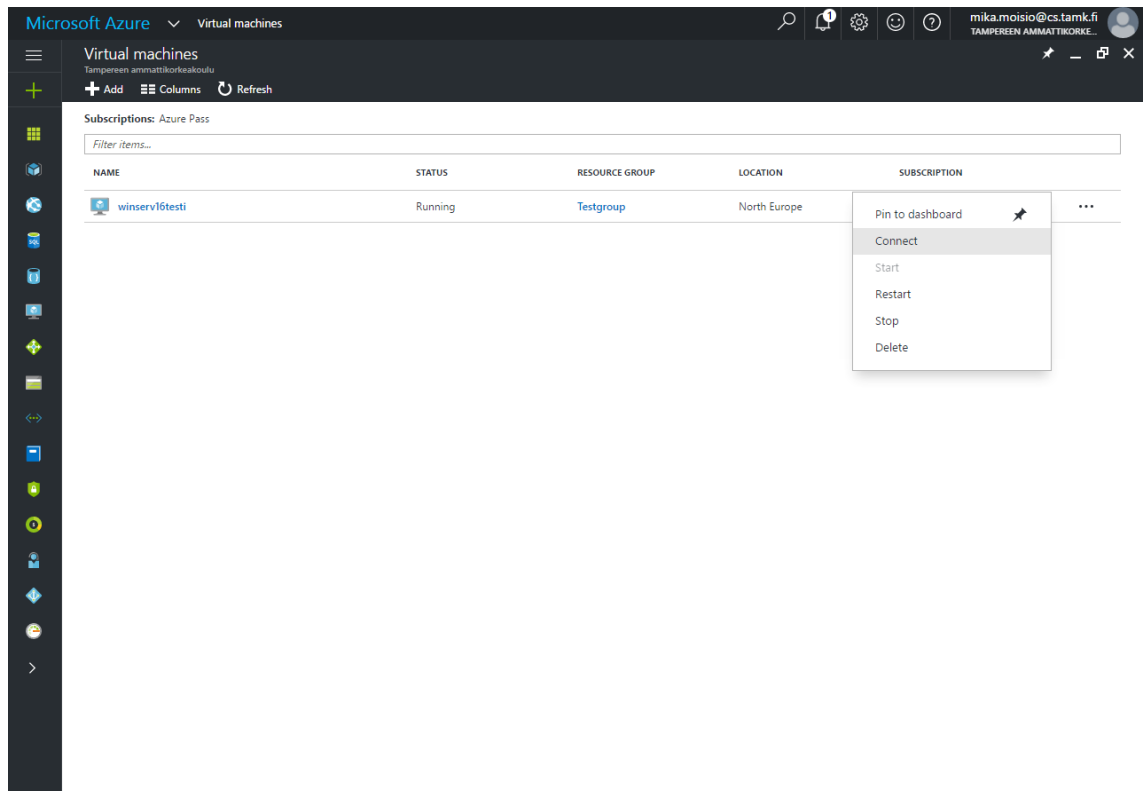 Microsoft Azure Virtual machines
1
mika.moisio@cs.tamk.fi
TAMPEREEN AMMATTIKORKE...
Virtual machines
Tampereen ammattikorkeakoulu
Add Columns Refresh
Subscriptions: Azure Pass
Filter items...
NAME STATUS RESOURCE GROUP LOCATION SUBSCRIPTION
winserv16testi Running Testgroup North Europe
Pin to dashboard
Connect
Start
Restart
Stop
Delete